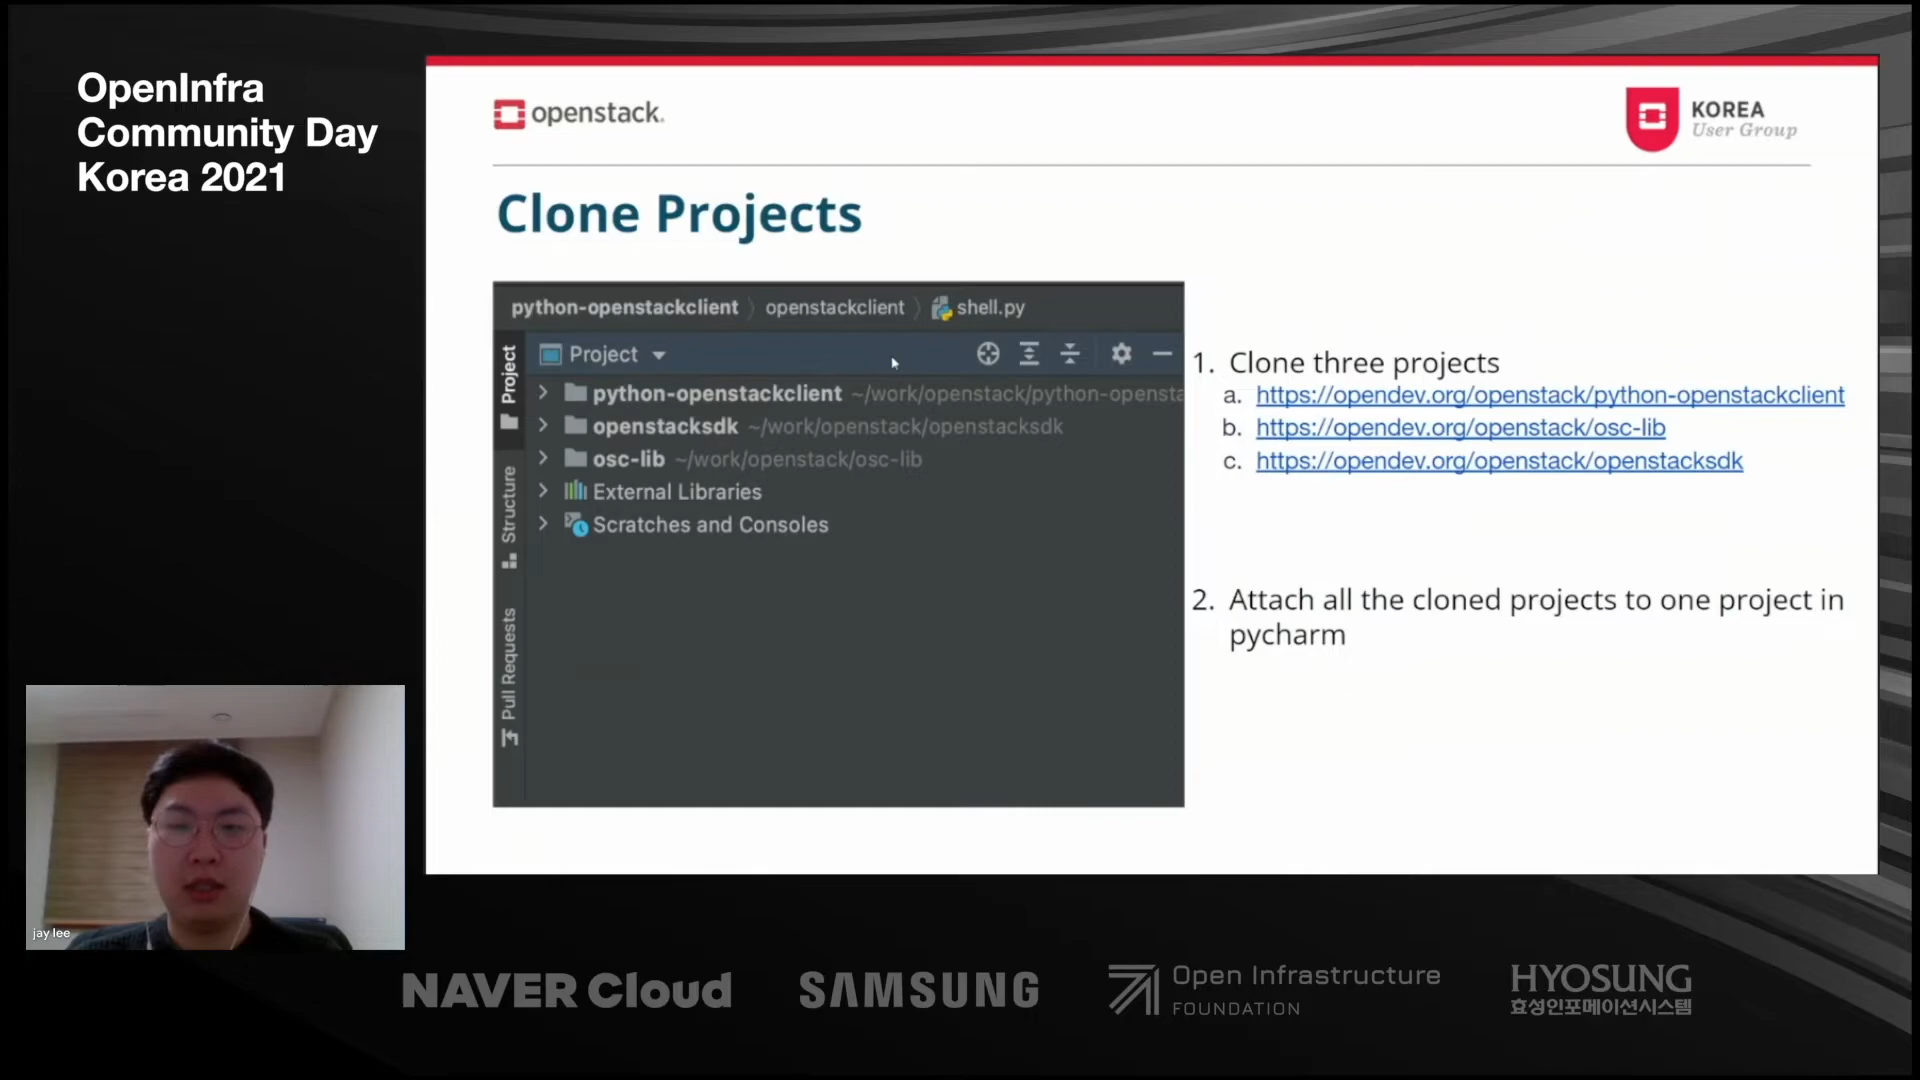 OpenInfra
Community Day
Korea 2021
openstack.
KOREA
User Group
Clone Projects
python-openstackclient 〉 openstackclient 〉 shell.py
Project
Project
python-openstackclient ~/work/openstack/python-opensta
openstacksdk ~/work/openstack/openstacksdk
osc-lib ~/work/openstack/osc-lib
External Libraries
Scratches and Consoles
Structure
Pull Requests
1. Clone three projects
a. https://opendev.org/openstack/python-openstackclient
b. https://opendev.org/openstack/osc-lib
c. https://opendev.org/openstack/openstacksdk
2. Attach all the cloned projects to one project in
pycharm
jay lee
NAVER Cloud
SAMSUNG
Open Infrastructure
FOUNDATION
HYOSUNG
효성인포메이션시스템